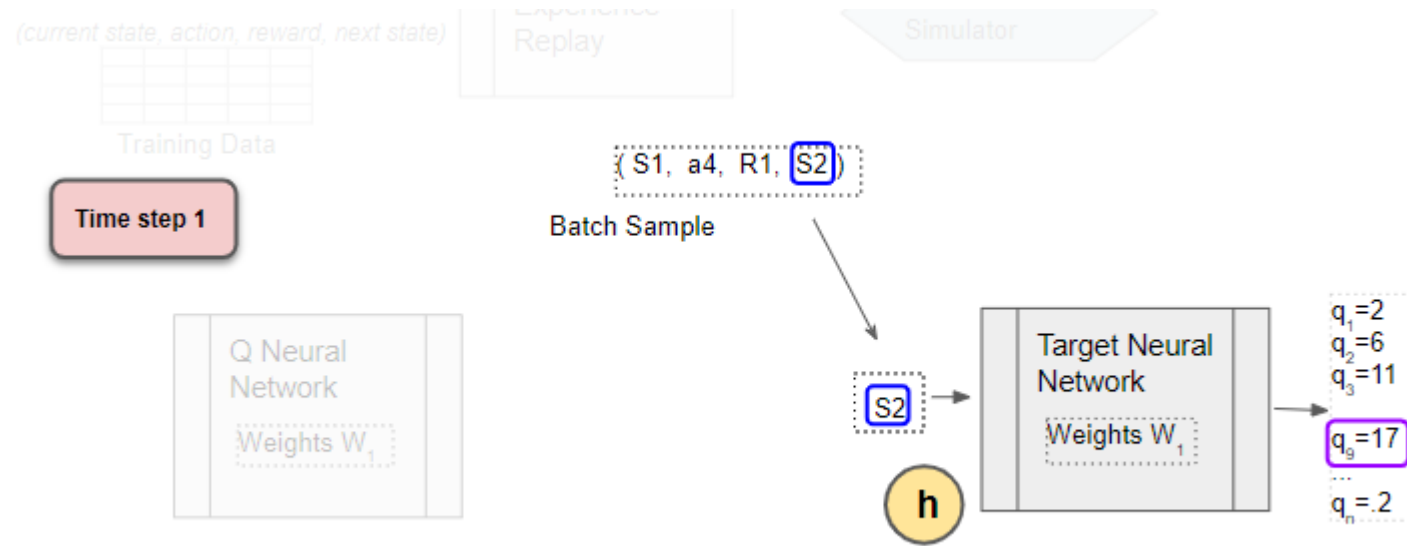 Experience
(current state, action, reward, next state)
Replay
Simulator
Training Data
( S1, a4, R1, S2 )
Time step 1
Batch Sample
Q Neural
Network
Weights W₁
S2
Target Neural
Network
Weights W₁
h
q₁=2
q₂=6
q₃=11
q₉=17
...
qₙ=.2